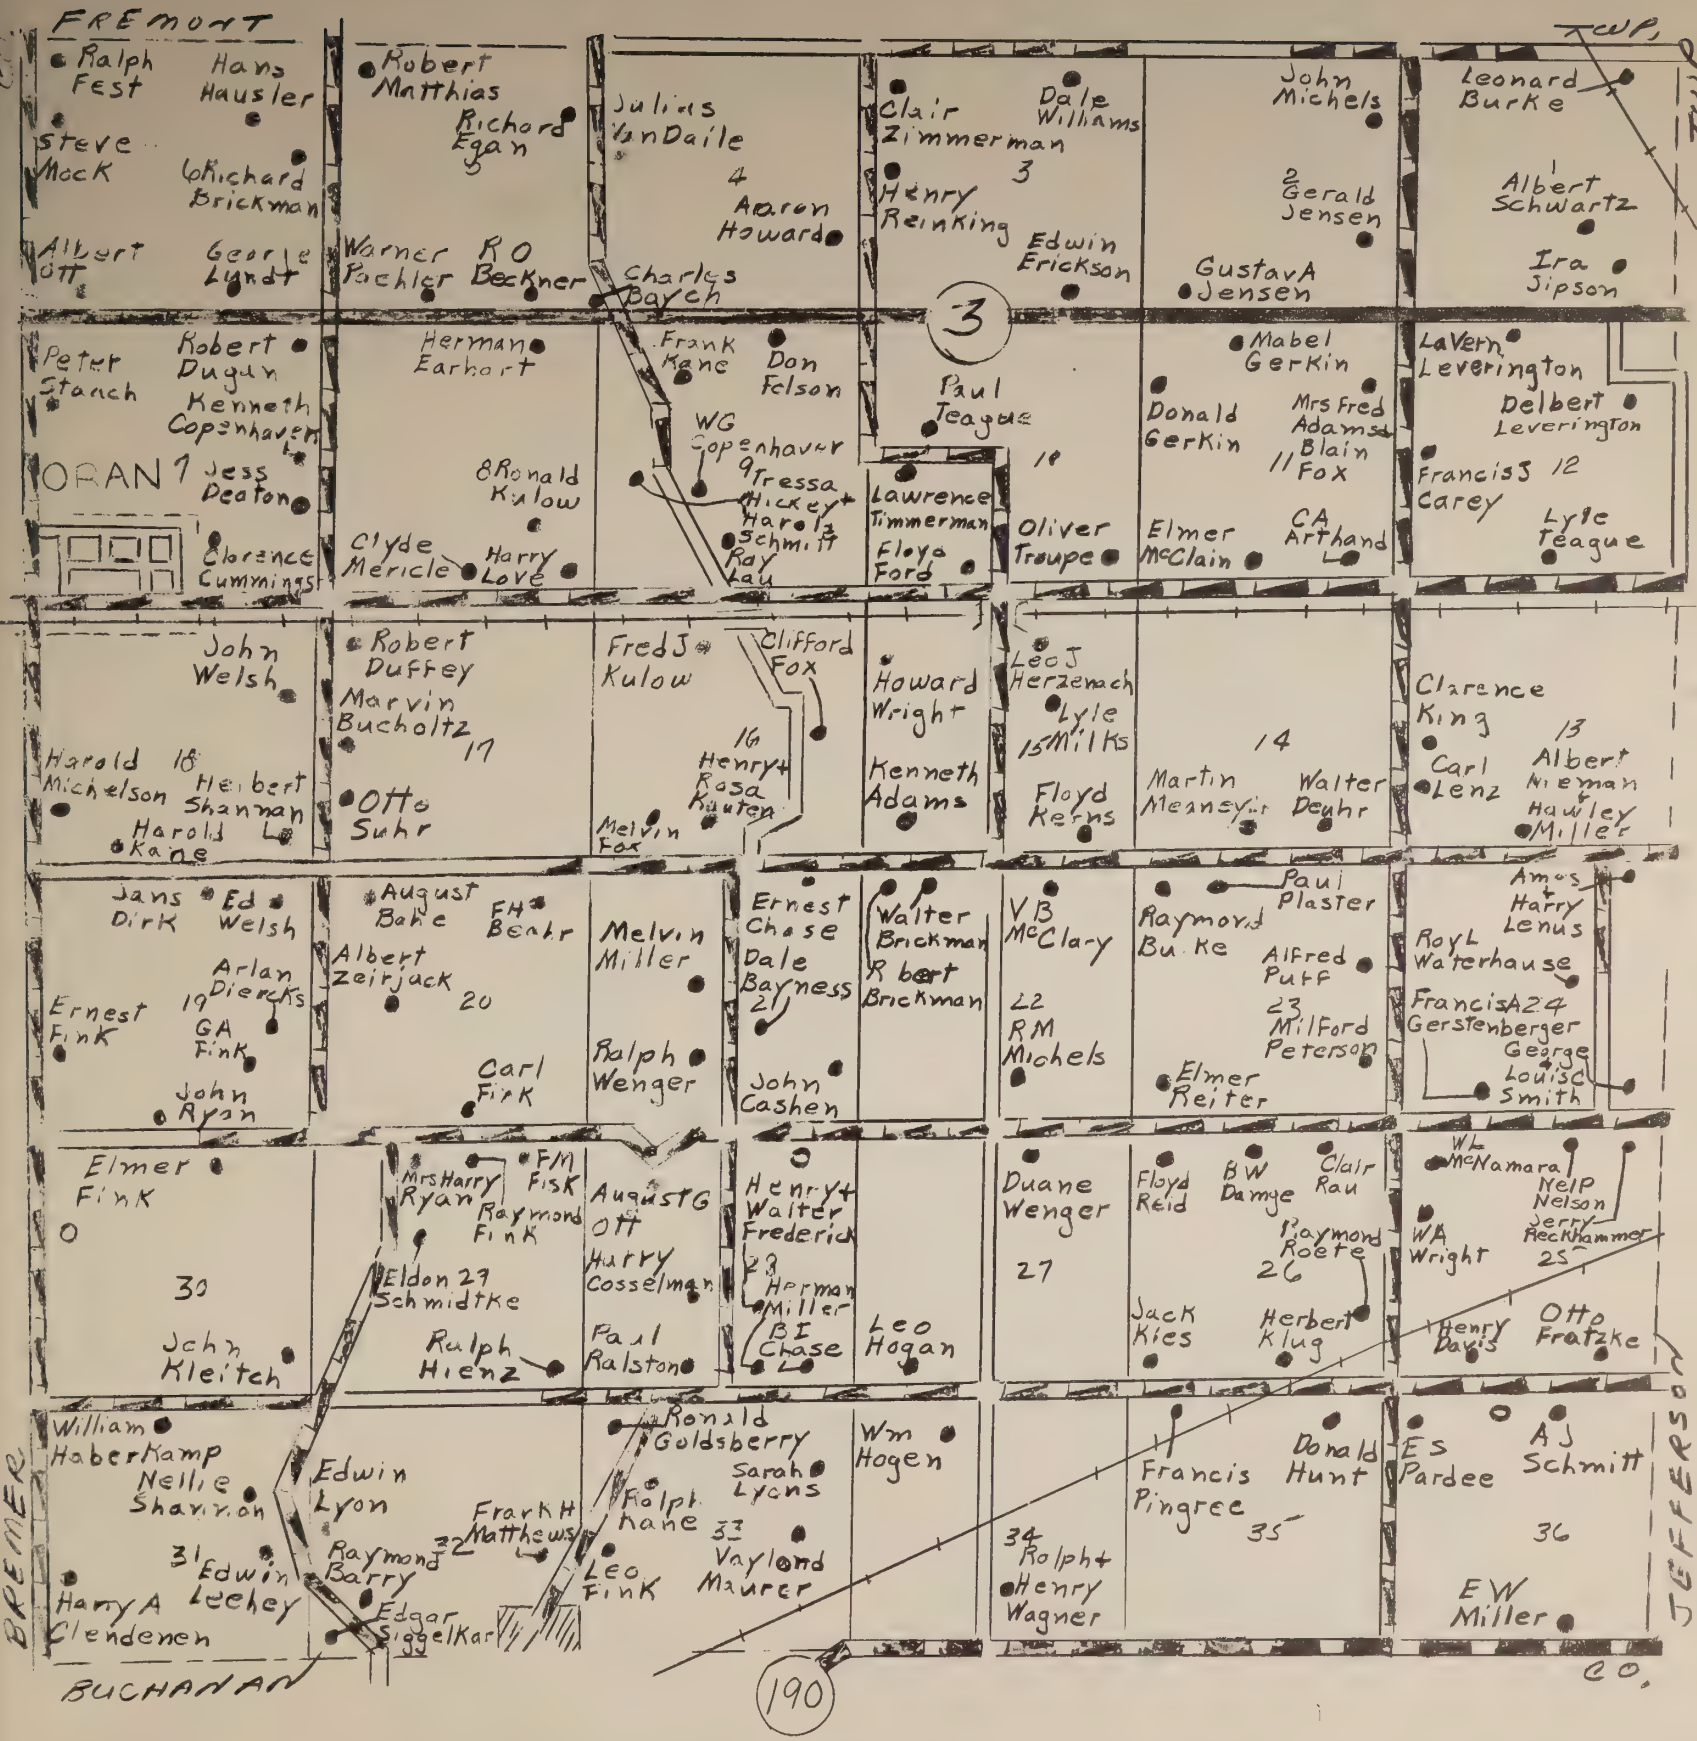 FREMONT
TWP.
Ralph
Fest
Hans
Hausler
Steve
Mock
6 Richard
Brickman
Albert
Ott
George
Lundt
Robert
Matthias
Richard
Egan
5
Warner
RO
Beckner
Julius
VanDaile
4
Aaron
Howard
Charles
Clair
Zimmerman
Dale
Williams
3
Henry
Reinking
Edwin
Erickson
John
Michels
2
Gerald
Jensen
Gustav A
Jensen
Leonard
Burke
1
Albert
Schwartz
Ira
Jipson
3
Peter
Robert
Dugan
Kenneth
Copenhaver
ORAN 7
Jess
Deaton
Clarence
Cummings
Herman
Earhart
8 Ronald
Kulow
Clyde
Mericle
Harry
Love
Frank
Kane
Don
Felson
WG
Copenhaver
9 Tressa
Hickey +
Harold
Schmitt
Ray
Lau
Paul
Teague
Lawrence
Timmerman
Floyd
Ford
10
Oliver
Troupe
Mabel
Gerkin
Donald
Gerkin
Mrs Fred
Adams &
Blain
11 Fox
Elmer
McClain
CA
Arthand
LaVern
Leverington
Delbert
Leverington
Francis J
Carey
12
Lyle
Teague
John
Welsh
Harold
Michelson
18
Herbert
Shannan
Harold
Kane
Robert
Duffey
Marvin
Bucholtz
17
Otto
Suhr
Fred J
Kulow
Clifford
Fox
16
Henry +
Rosa
Kauten
Melvin
Fox
Howard
Wright
Kenneth
Adams
Leo J
Herzenach
Lyle
15 Milks
Floyd
Kerns
14
Martin
Walter
Deuhr
Clarence
King
13
Carl
Lenz
Albert
Nieman
&
Hawley
Miller
Jans
Dirk
Ed
Welsh
Arlan
Diercks
19
Ernest
Fink
GA
Fink
John
Ryan
August
Bahe
FH
Albert
Zeirjack
20
Carl
Fink
Melvin
Miller
Ralph
Wenger
Ernest
Chase
Dale
Bayness
21
John
Cashen
Walter
Brickman
Robert
Brickman
VB
McClary
22
RM
Michels
Paul
Plaster
Raymond
Burke
Alfred
Puff
23
Milford
Peterson
Elmer
Reiter
Amos
&
Harry
Lenus
Roy L
Waterhouse
Francis A 24
Gerstenberger
George
Louise
Smith
Elmer
Fink
30
John
Kleitch
Mrs Harry
Ryan
FM
Fisk
Raymond
Fink
Eldon 29
Schmidtke
Ralph
Hienz
August G
Ott
Harry
Cosselman
Paul
Ralston
Henry +
Walter
Frederick
28
Herman
Miller
BI
Chase
Leo
Hogan
Duane
Wenger
27
Floyd
Reid
BW
Damge
Clair
Rau
Raymond
Roete
26
Jack
Kies
Herbert
Klug
WL
McNamara
Nels P
Nelson
Jerry
Reckhammer
WA
Wright
25
Henry
Davis
Otto
Fratzke
William
Haberkamp
Nellie
Shannon
31
Edwin
Leehey
Harry A
Clendenen
Edwin
Lyon
Frank H
Matthews
32
Raymond
Barry
Edgar
Siggelkar
Ronald
Goldsberry
Sarah
Lyons
Ralph
Kane
33
Leo
Fink
Waylond
Maurer
Wm
Hogen
34
Ralph +
Henry
Wagner
Francis
Pingree
Donald
Hunt
35
ES
Pardee
AJ
Schmitt
36
EW
Miller
BREMER
JEFFERSON
BUCHANAN
CO.
190